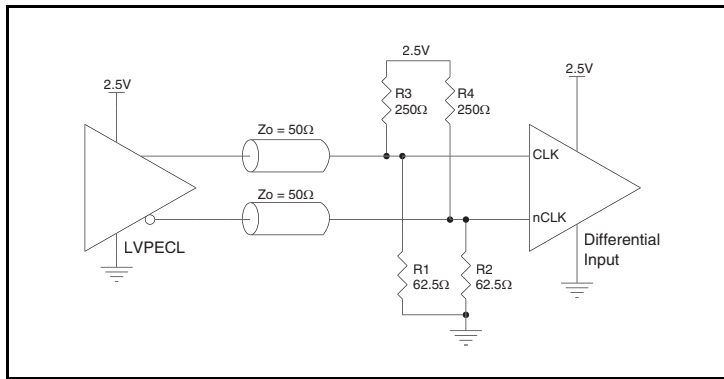 2.5V
2.5V
2.5V
R3
250Ω
R4
250Ω
Zo = 50Ω
CLK
Zo = 50Ω
nCLK
LVPECL
Differential
Input
R1
62.5Ω
R2
62.5Ω